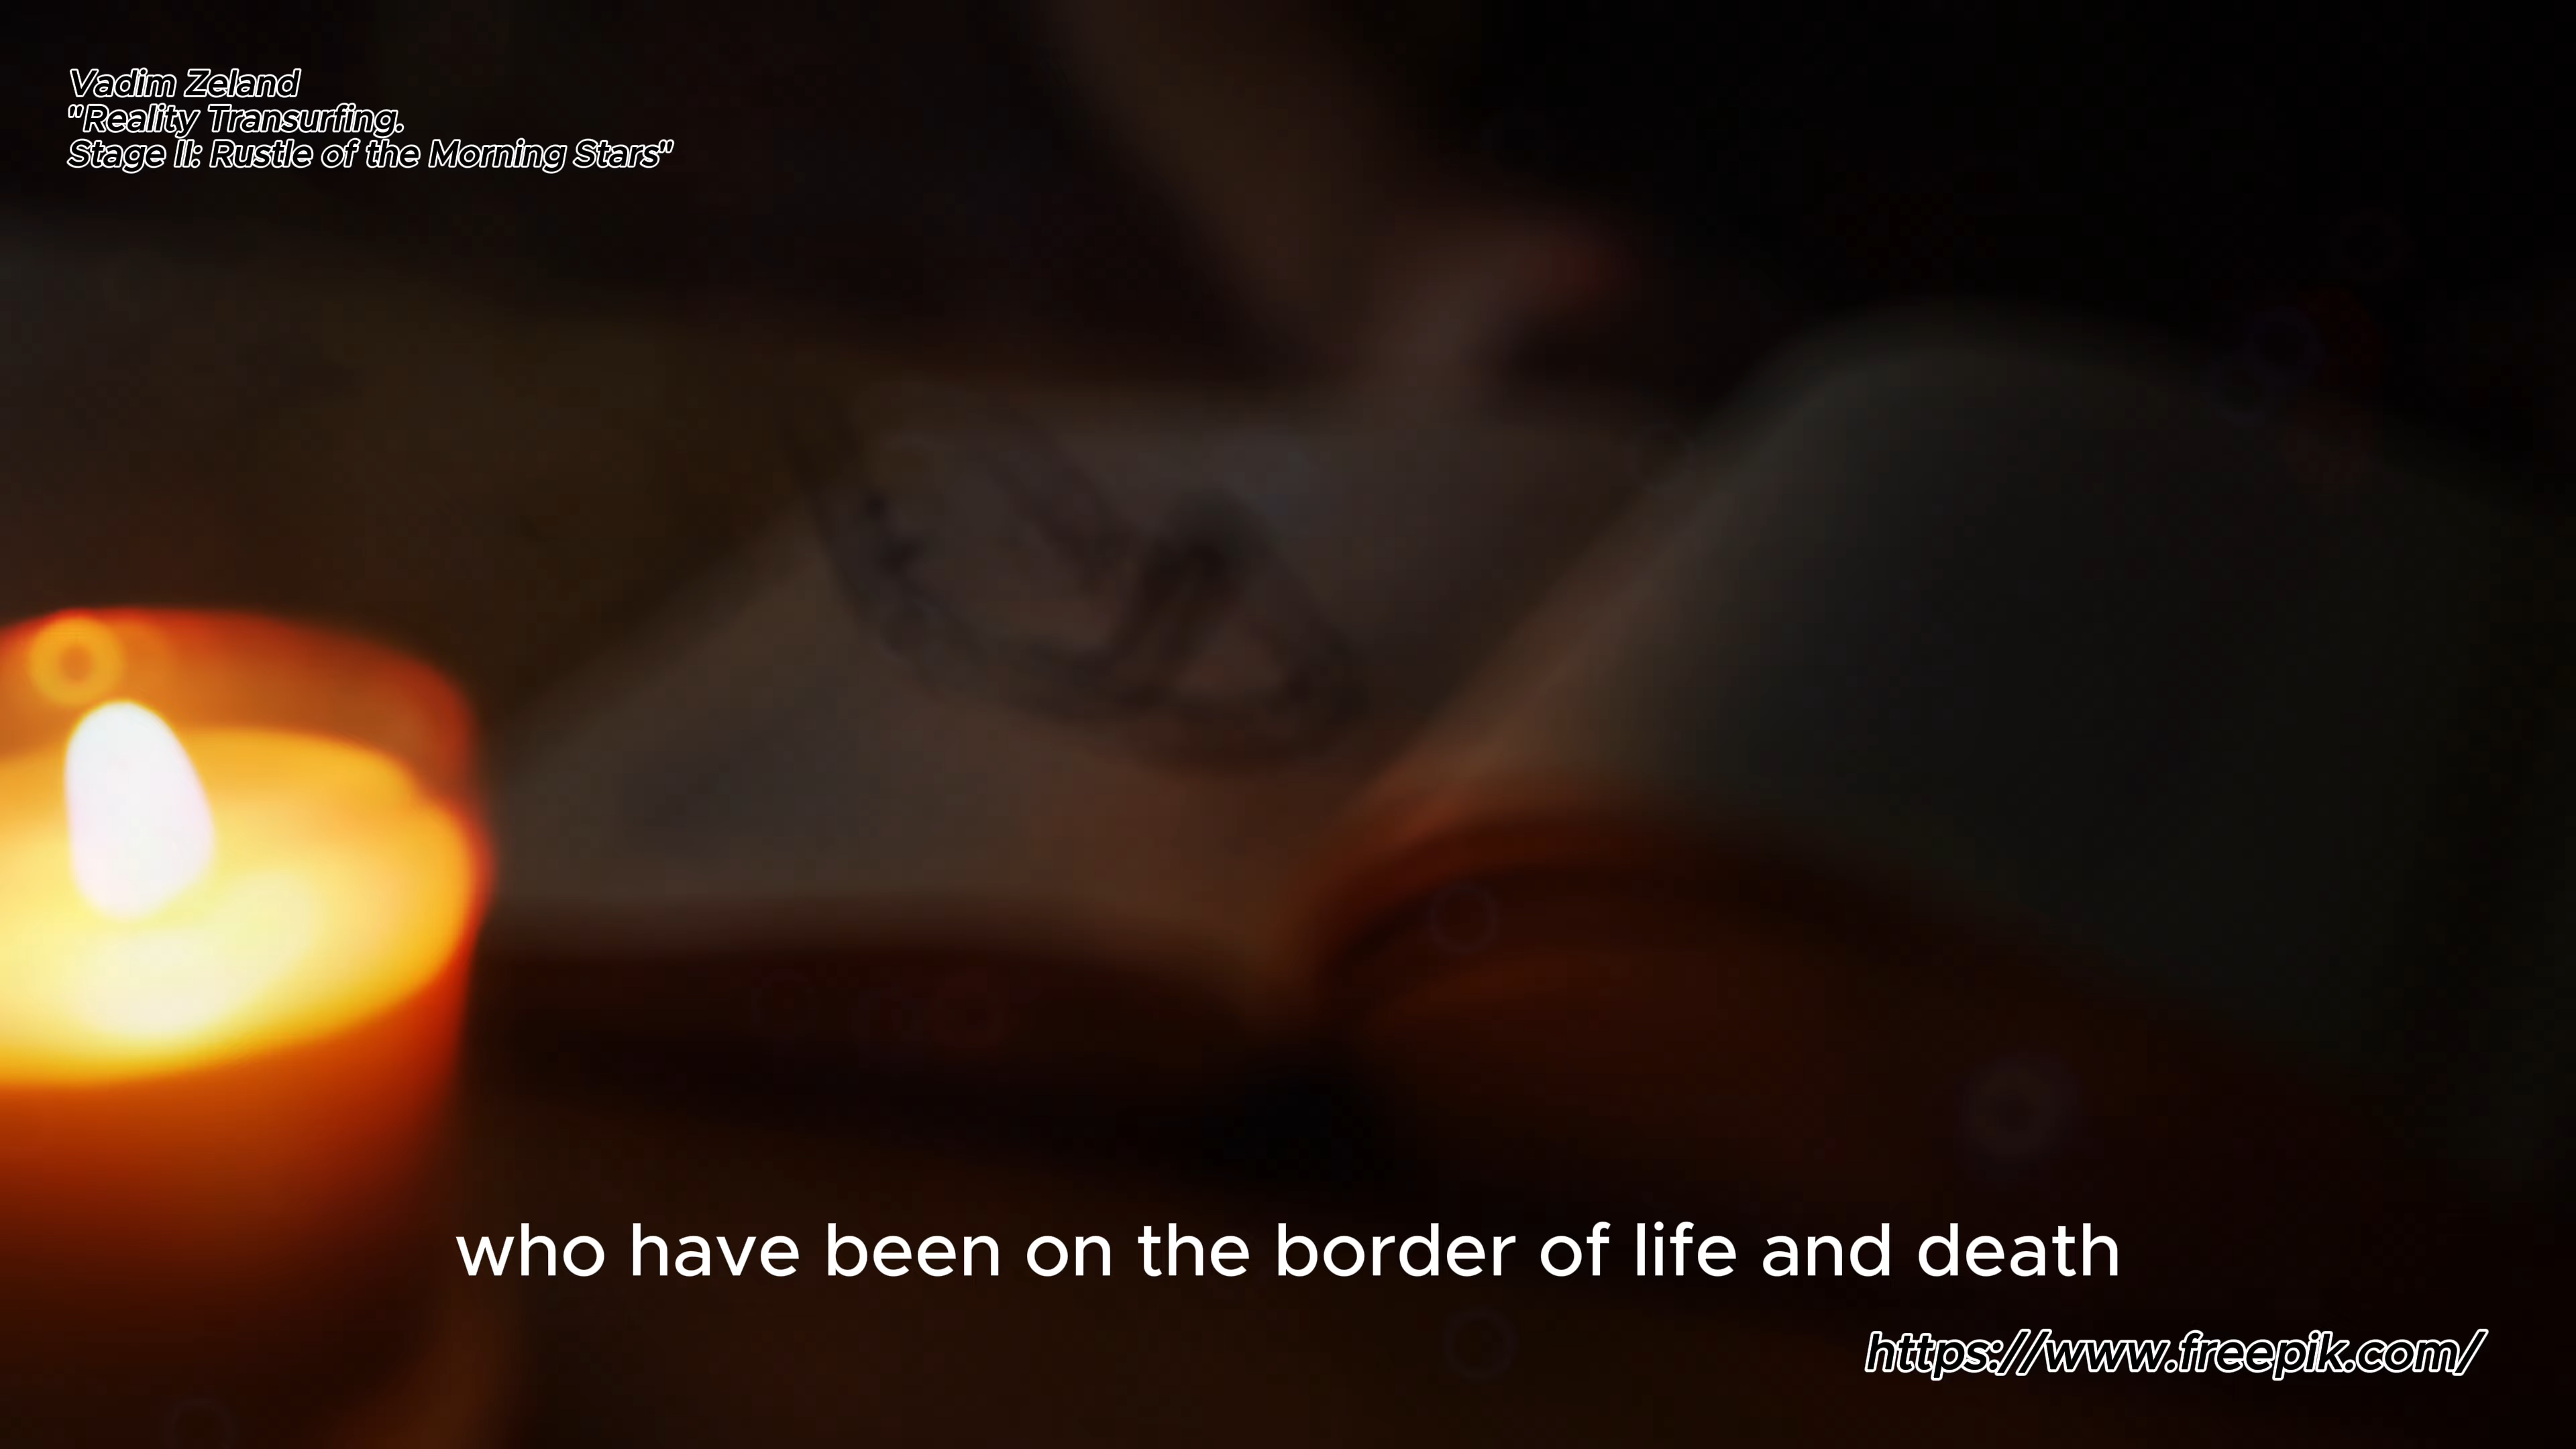 Vadim Zeland
"Reality Transurfing.
Stage II: Rustle of the Morning Stars"
who have been on the border of life and death
https://www.freepik.com/